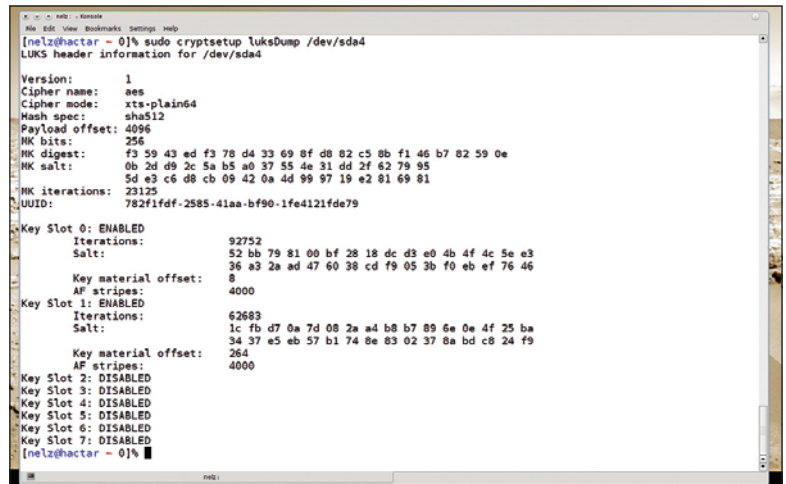 nelz : - Konsole
File Edit View Bookmarks Settings Help
[nelz@hactar ~ 0]% sudo cryptsetup luksDump /dev/sda4
LUKS header information for /dev/sda4
Version: 1
Cipher name: aes
Cipher mode: xts-plain64
Hash spec: sha512
Payload offset: 4096
MK bits: 256
MK digest: f3 59 43 ed f3 78 d4 33 69 8f d8 82 c5 8b f1 46 b7 82 59 0e
MK salt: 0b 2d d9 2c 5a b5 a0 37 55 4e 31 dd 2f 62 79 95
5d e3 c6 d8 cb 09 42 0a 4d 99 97 19 e2 81 69 81
MK iterations: 23125
UUID: 782f1fdf-2585-41aa-bf90-1fe4121fde79
Key Slot 0: ENABLED
Iterations: 92752
Salt: 52 bb 79 81 00 bf 28 18 dc d3 e0 4b 4f 4c 5e e3
36 a3 2a ad 47 60 38 cd f9 05 3b f0 eb ef 76 46
Key material offset: 8
AF stripes: 4000
Key Slot 1: ENABLED
Iterations: 62683
Salt: 1c fb d7 0a 7d 08 2a a4 b8 b7 89 6e 0e 4f 25 ba
34 37 e5 eb 57 b1 74 8e 83 02 37 8a bd c8 24 f9
Key material offset: 264
AF stripes: 4000
Key Slot 2: DISABLED
Key Slot 3: DISABLED
Key Slot 4: DISABLED
Key Slot 5: DISABLED
Key Slot 6: DISABLED
Key Slot 7: DISABLED
[nelz@hactar ~ 0]%
nelz :